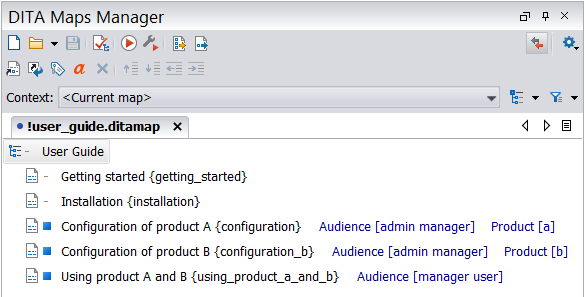 DITA Maps Manager
Context: <Current map>
!user_guide.ditamap
User Guide
Getting started {getting_started}
Installation {installation}
Configuration of product A {configuration} Audience [admin manager] Product [a]
Configuration of product B {configuration_b} Audience [admin manager] Product [b]
Using product A and B {using_product_a_and_b} Audience [manager user]